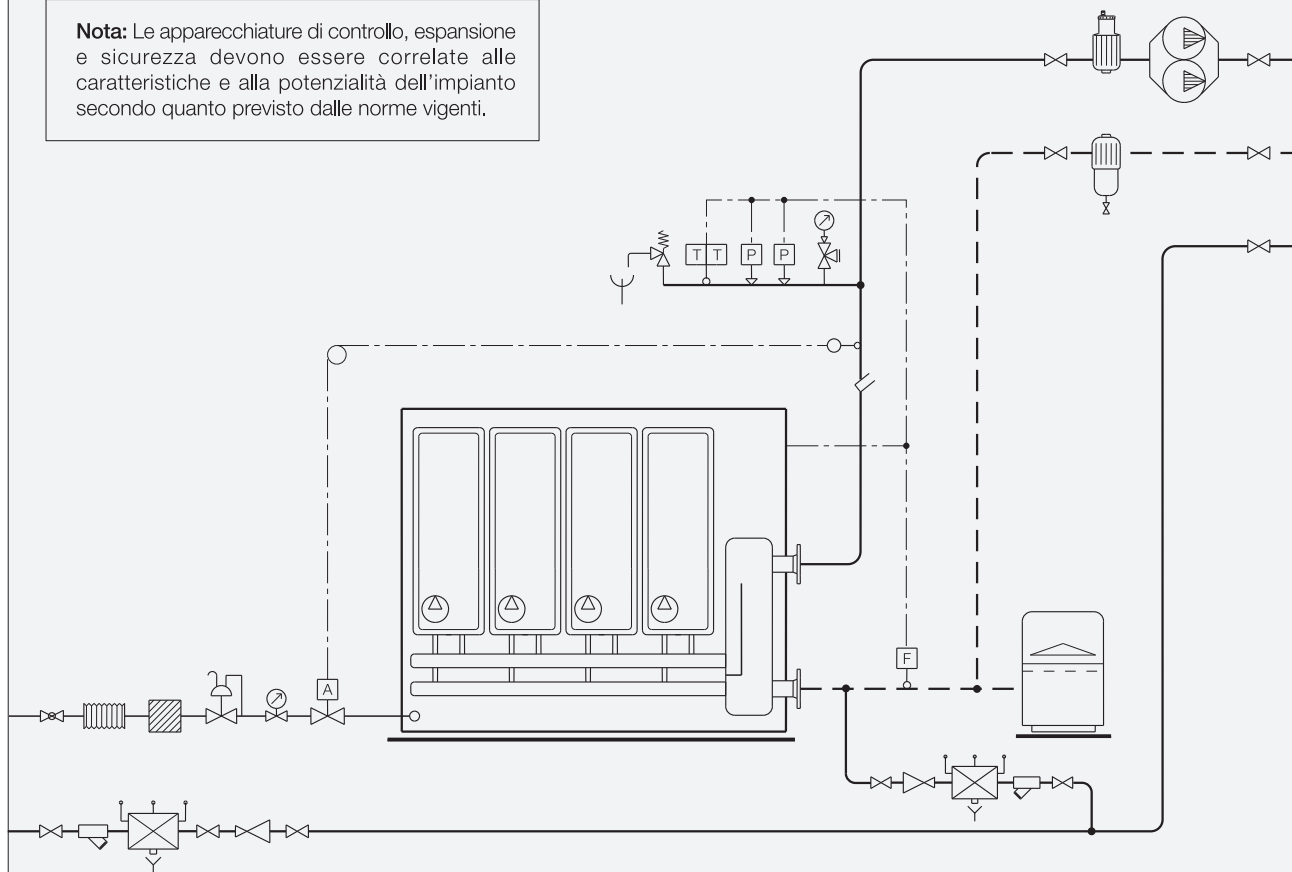 Nota: Le apparecchiature di controllo, espansione
e sicurezza devono essere correlate alle
caratteristiche e alla potenzialità dell'impianto
secondo quanto previsto dalle norme vigenti.
T T P P
F
A